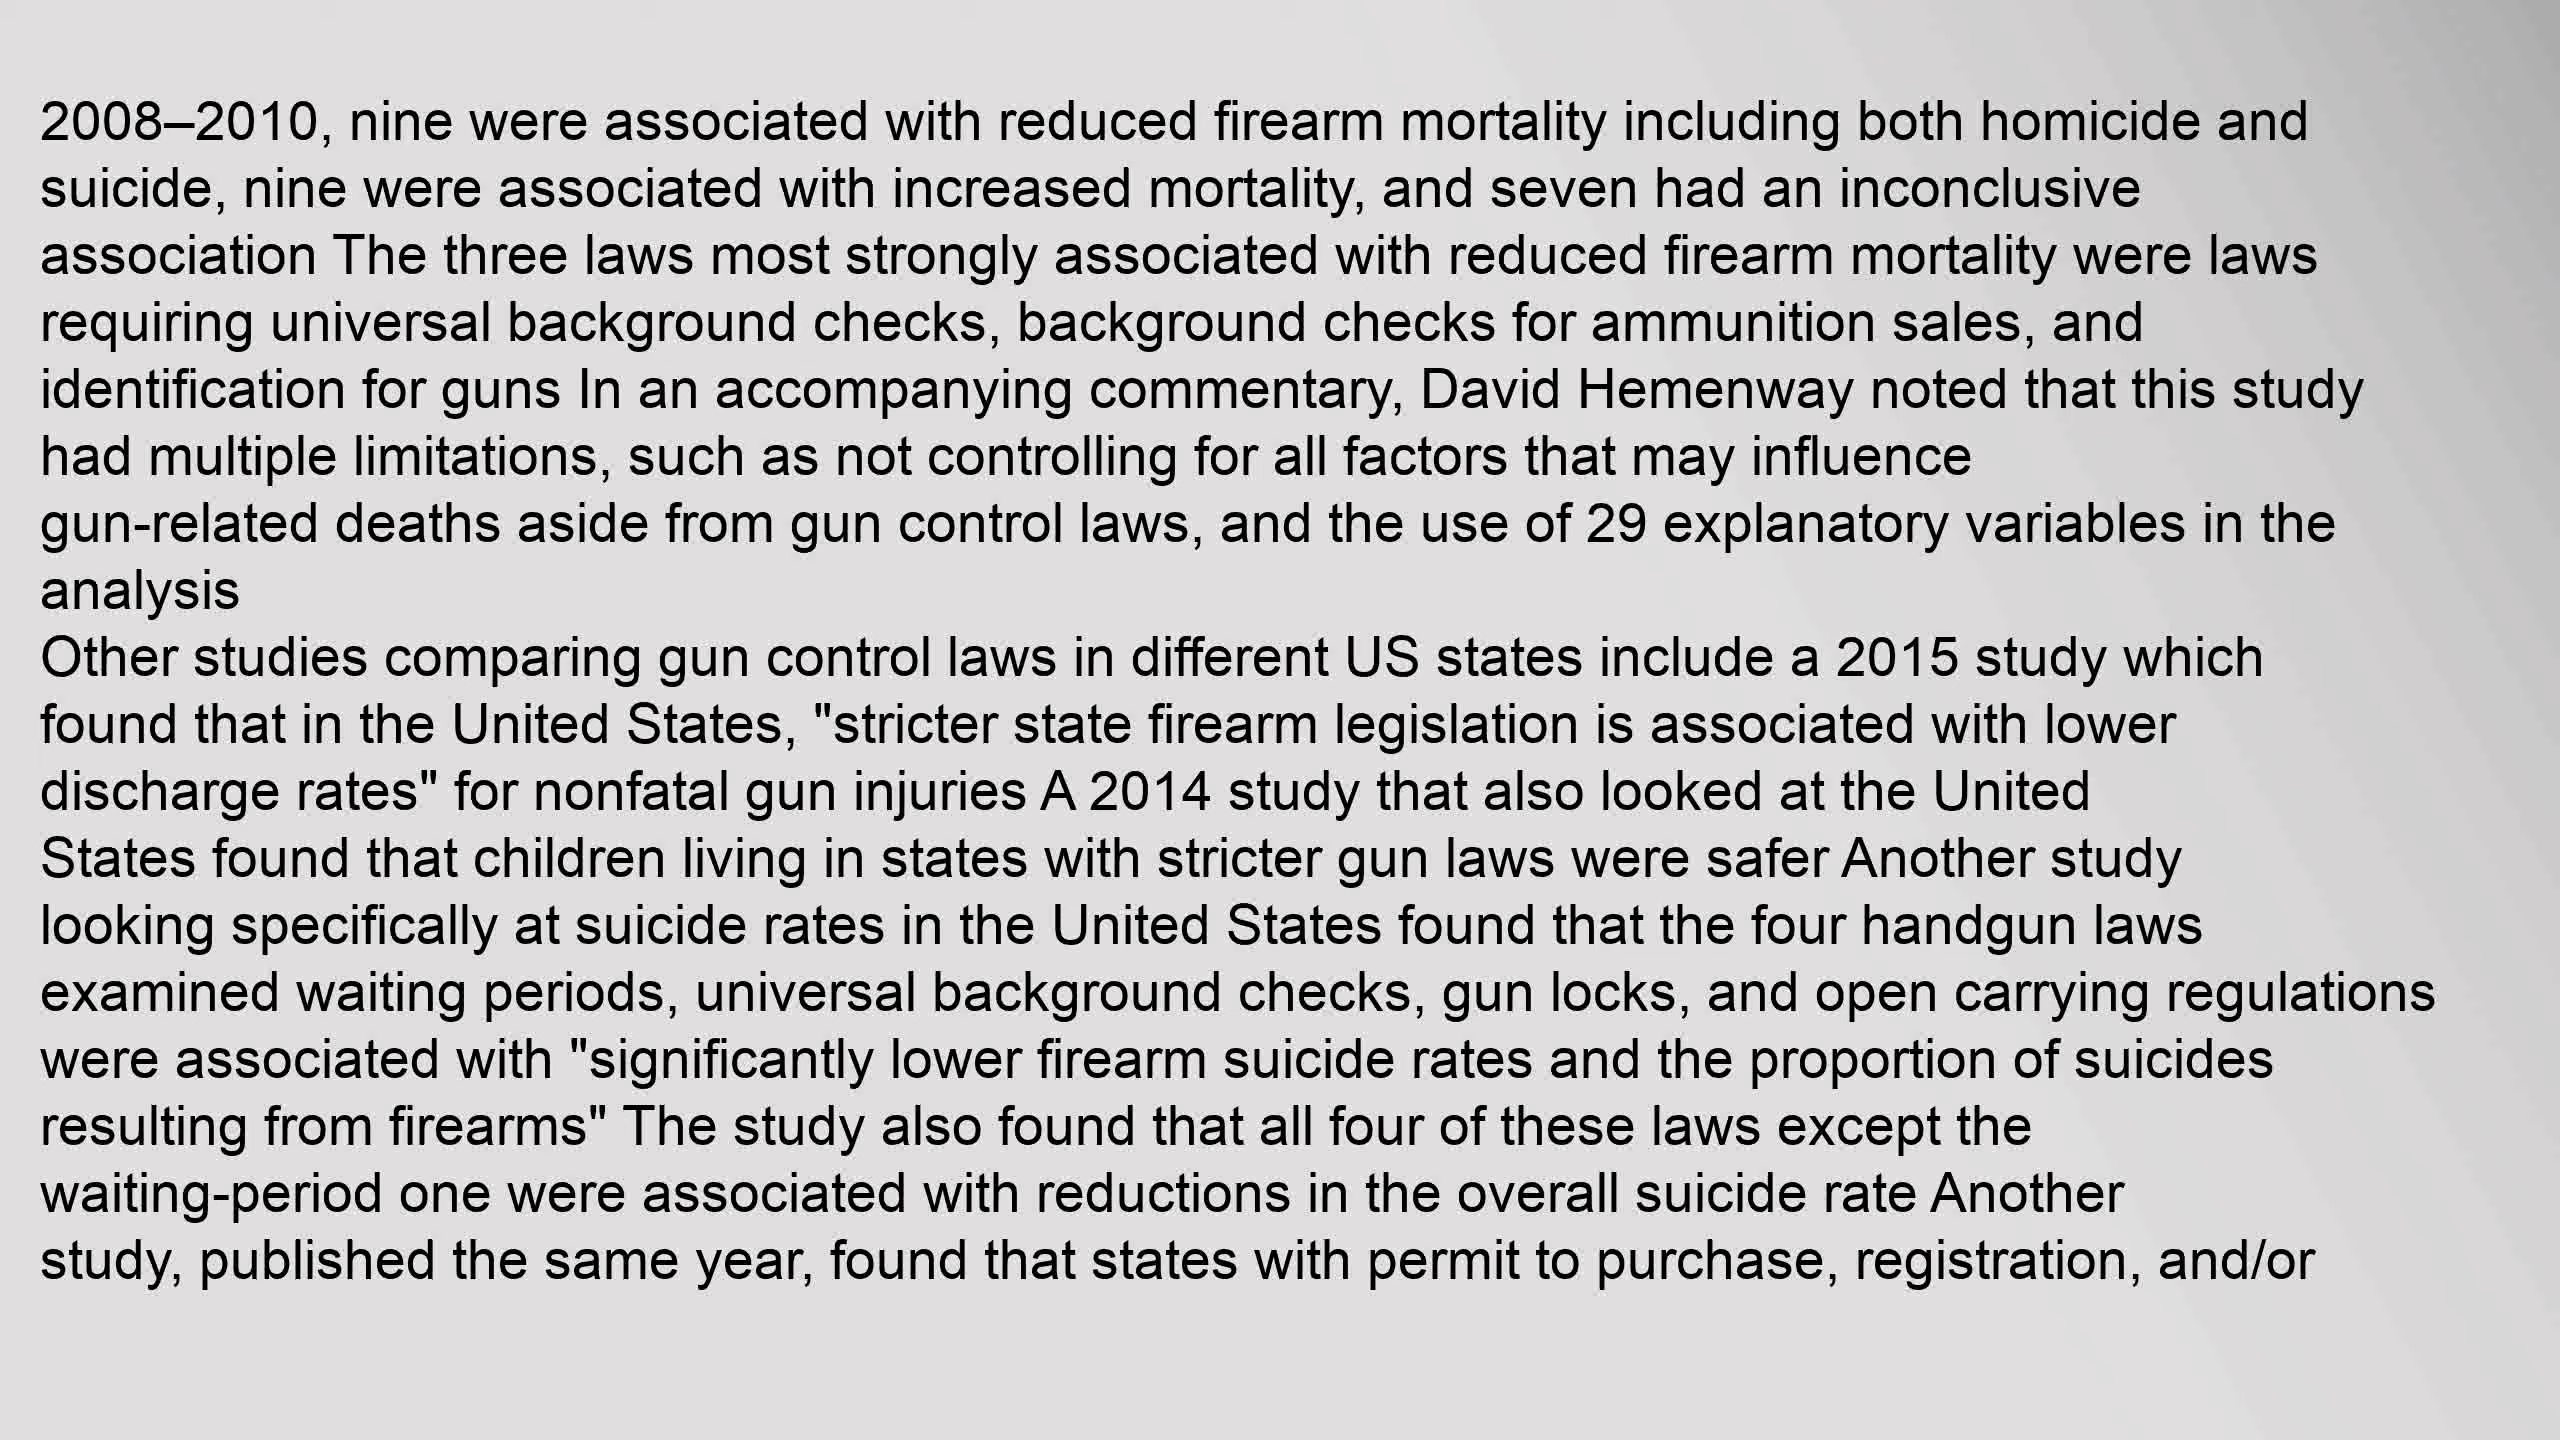 2008–2010, nine were associated with reduced firearm mortality including both homicide and
suicide, nine were associated with increased mortality, and seven had an inconclusive
association The three laws most strongly associated with reduced firearm mortality were laws
requiring universal background checks, background checks for ammunition sales, and
identification for guns In an accompanying commentary, David Hemenway noted that this study
had multiple limitations, such as not controlling for all factors that may influence
gun-related deaths aside from gun control laws, and the use of 29 explanatory variables in the
analysis
Other studies comparing gun control laws in different US states include a 2015 study which
found that in the United States, "stricter state firearm legislation is associated with lower
discharge rates" for nonfatal gun injuries A 2014 study that also looked at the United
States found that children living in states with stricter gun laws were safer Another study
looking specifically at suicide rates in the United States found that the four handgun laws
examined waiting periods, universal background checks, gun locks, and open carrying regulations
were associated with "significantly lower firearm suicide rates and the proportion of suicides
resulting from firearms" The study also found that all four of these laws except the
waiting-period one were associated with reductions in the overall suicide rate Another
study, published the same year, found that states with permit to purchase, registration, and/or